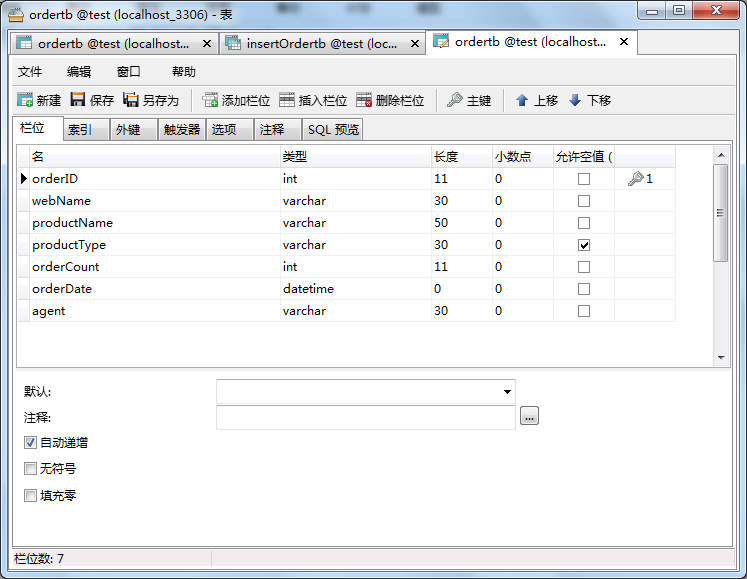 ordertb @test (localhost_3306) - 表
ordertb @test (localhost... insertOrdertb @test (loc... ordertb @test (localhost...
文件 编辑 窗口 帮助
新建 保存 另存为 添加栏位 插入栏位 删除栏位 主键 上移 下移
栏位 索引 外键 触发器 选项 注释 SQL 预览
名 类型 长度 小数点 允许空值 (
orderID int 11 0 1
webName varchar 30 0
productName varchar 50 0
productType varchar 30 0
orderCount int 11 0
orderDate datetime 0 0
agent varchar 30 0
默认:
注释: ...
自动递增
无符号
填充零
栏位数: 7